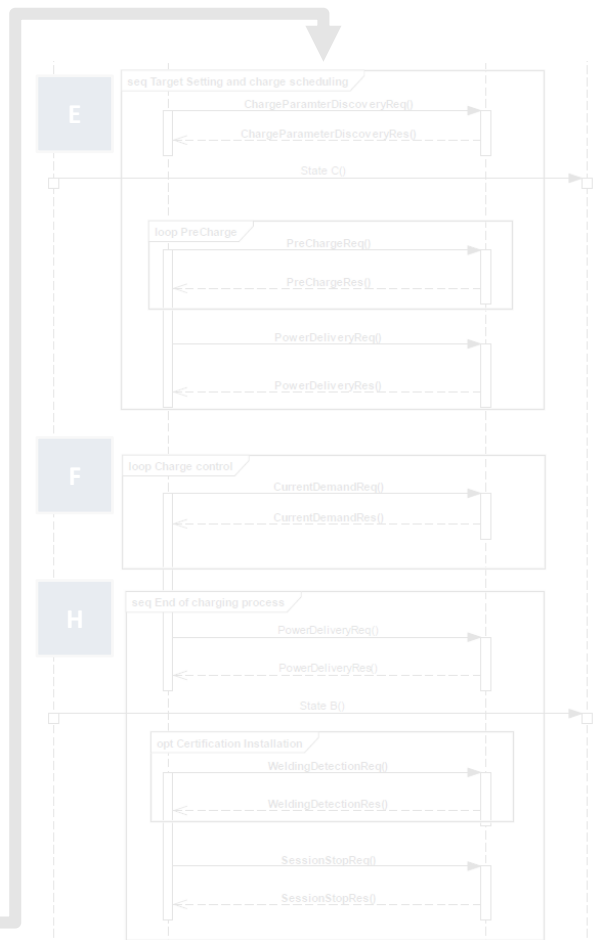 seq Target Setting and charge scheduling
E
ChargeParamterDiscoveryReq()
ChargeParameterDiscoveryRes()
State C()
loop PreCharge
PreChargeReq()
PreChargeRes()
PowerDeliveryReq()
PowerDeliveryRes()
F
loop Charge control
CurrentDemandReq()
CurrentDemandRes()
H
seq End of charging process
PowerDeliveryReq()
PowerDeliveryRes()
State B()
opt Certification Installation
WeldingDetectionReq()
WeldingDetectionRes()
SessionStopReq()
SessionStopRes()